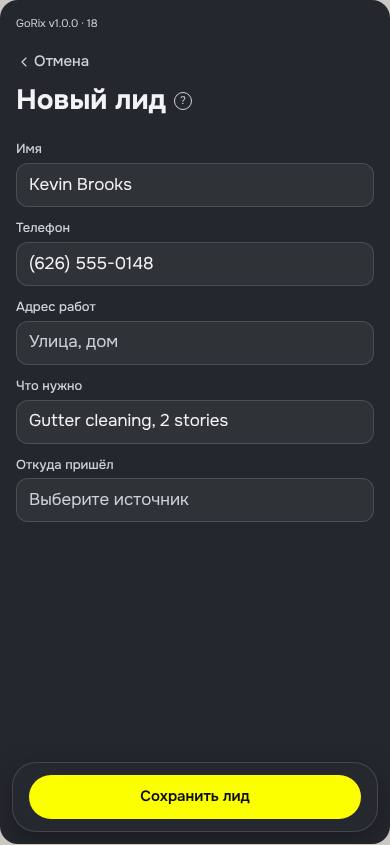 GoRix v1.0.0 · 18
Отмена
Новый лид ?
Имя
Kevin Brooks
Телефон
(626) 555-0148
Адрес работ
Улица, дом
Что нужно
Gutter cleaning, 2 stories
Откуда пришёл
Выберите источник
Сохранить лид